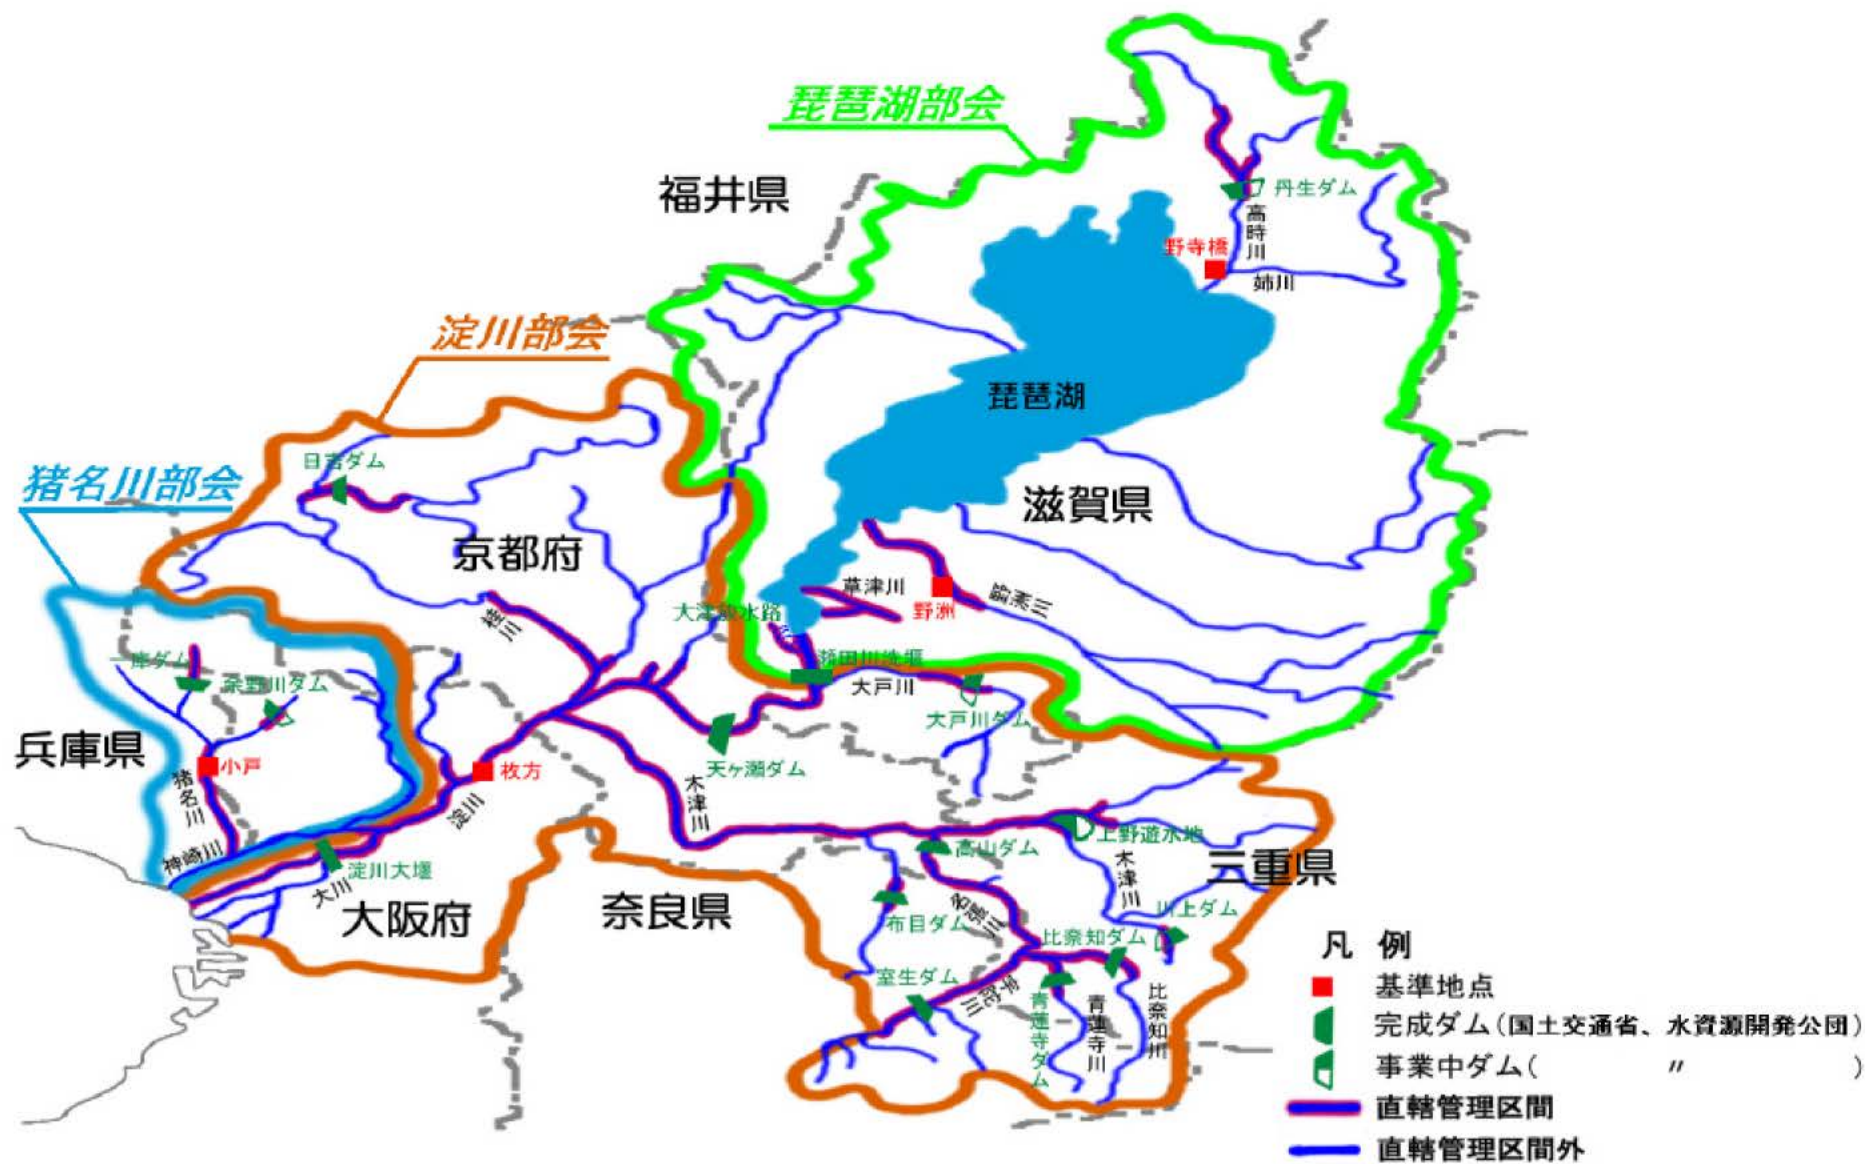 琵琶湖部会
福井県
丹生ダム
高時川
野寺橋
姉川
淀川部会
琵琶湖
猪名川部会
日吉ダム
滋賀県
京都府
草津川
大津放水路
野洲
野洲川
桂川
瀬田川洗堰
大戸川
一庫ダム
余野川ダム
大戸川ダム
兵庫県
小戸
枚方
天ヶ瀬ダム
猪名川
木津川
淀川
神崎川
高山ダム
上野遊水地
木津川
三重県
淀川大堰
大川
大阪府
奈良県
布目ダム
名張川
川上ダム
比奈知ダム
室生ダム
宇陀川
青蓮寺ダム
青蓮寺川
比奈知川
凡 例
基準地点
完成ダム(国土交通省、水資源開発公団)
事業中ダム( 〃 )
直轄管理区間
直轄管理区間外